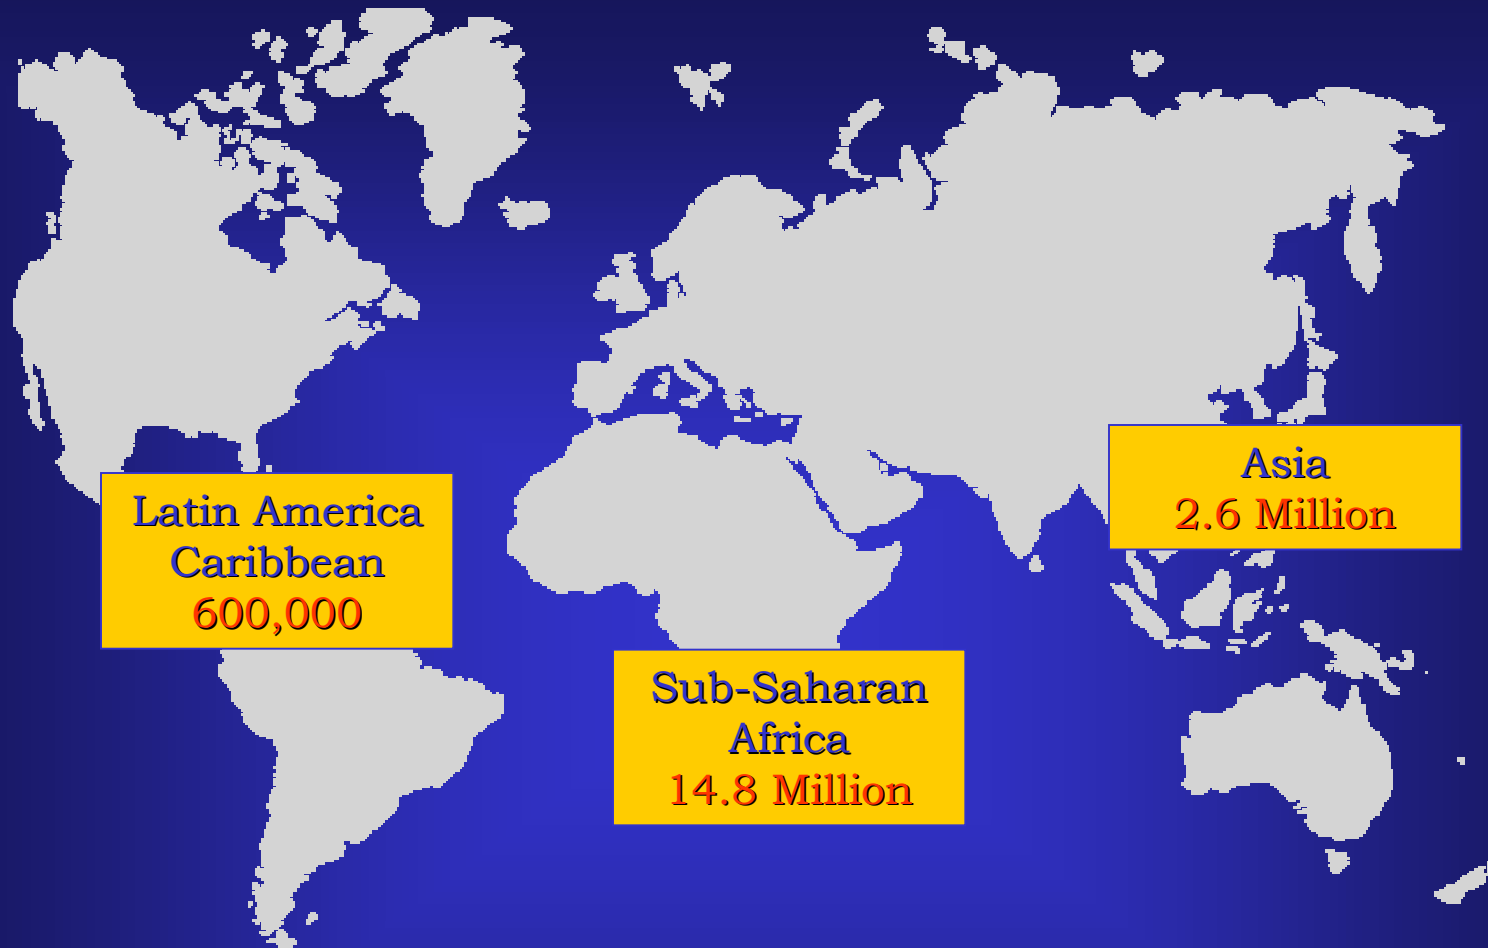 Asia
2.6 Million
Latin America
Caribbean
600,000
Sub-Saharan
Africa
14.8 Million